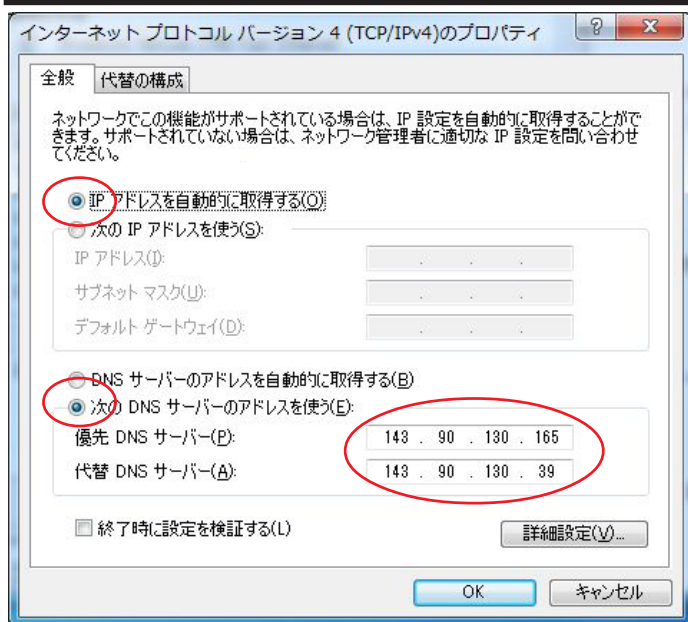 インターネット プロトコル バージョン 4 (TCP/IPv4)のプロパティ
全般
代替の構成
ネットワークでこの機能がサポートされている場合は、IP 設定を自動的に取得することがで
きます。サポートされていない場合は、ネットワーク管理者に適切な IP 設定を問い合わせ
てください。
IP アドレスを自動的に取得する(O)
次の IP アドレスを使う(S):
IP アドレス(I):
サブネット マスク(U):
デフォルト ゲートウェイ(D):
DNS サーバーのアドレスを自動的に取得する(B)
次の DNS サーバーのアドレスを使う(E):
優先 DNS サーバー(P): 143 . 90 . 130 . 165
代替 DNS サーバー(A): 143 . 90 . 130 . 39
終了時に設定を検証する(L)
詳細設定(V)...
OK
キャンセル